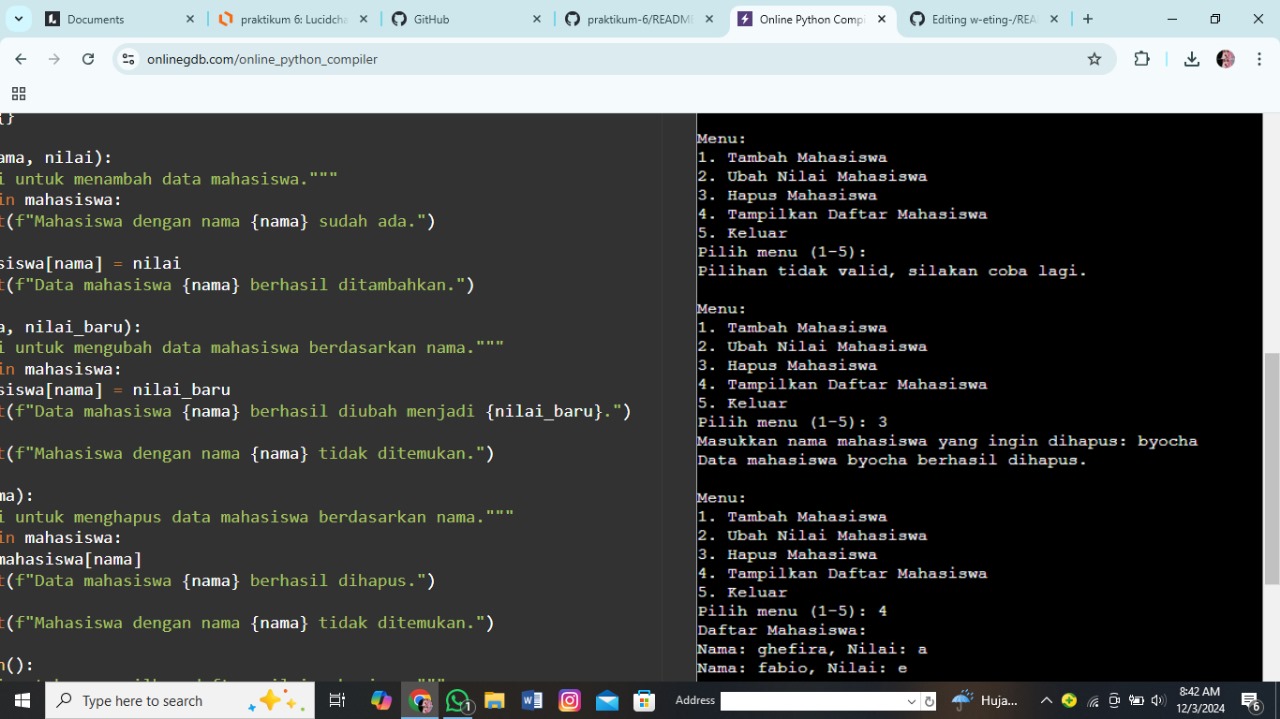 Documents
praktikum 6: Lucidcha
GitHub
praktikum-6/README
Online Python Compi
Editing w-eting-/REA
onlinegdb.com/online_python_compiler
{}
ama, nilai):
i untuk menambah data mahasiswa."""
in mahasiswa:
t(f"Mahasiswa dengan nama {nama} sudah ada.")
siswa[nama] = nilai
t(f"Data mahasiswa {nama} berhasil ditambahkan.")
a, nilai_baru):
i untuk mengubah data mahasiswa berdasarkan nama."""
in mahasiswa:
siswa[nama] = nilai_baru
t(f"Data mahasiswa {nama} berhasil diubah menjadi {nilai_baru}.")
t(f"Mahasiswa dengan nama {nama} tidak ditemukan.")
ma):
i untuk menghapus data mahasiswa berdasarkan nama."""
in mahasiswa:
mahasiswa[nama]
t(f"Data mahasiswa {nama} berhasil dihapus.")
t(f"Mahasiswa dengan nama {nama} tidak ditemukan.")
n():
Menu:
1. Tambah Mahasiswa
2. Ubah Nilai Mahasiswa
3. Hapus Mahasiswa
4. Tampilkan Daftar Mahasiswa
5. Keluar
Pilih menu (1-5):
Pilihan tidak valid, silakan coba lagi.
Menu:
1. Tambah Mahasiswa
2. Ubah Nilai Mahasiswa
3. Hapus Mahasiswa
4. Tampilkan Daftar Mahasiswa
5. Keluar
Pilih menu (1-5): 3
Masukkan nama mahasiswa yang ingin dihapus: byocha
Data mahasiswa byocha berhasil dihapus.
Menu:
1. Tambah Mahasiswa
2. Ubah Nilai Mahasiswa
3. Hapus Mahasiswa
4. Tampilkan Daftar Mahasiswa
5. Keluar
Pilih menu (1-5): 4
Daftar Mahasiswa:
Nama: ghefira, Nilai: a
Nama: fabio, Nilai: e
Type here to search
1
Address
Huja...
8:42 AM
12/3/2024
6